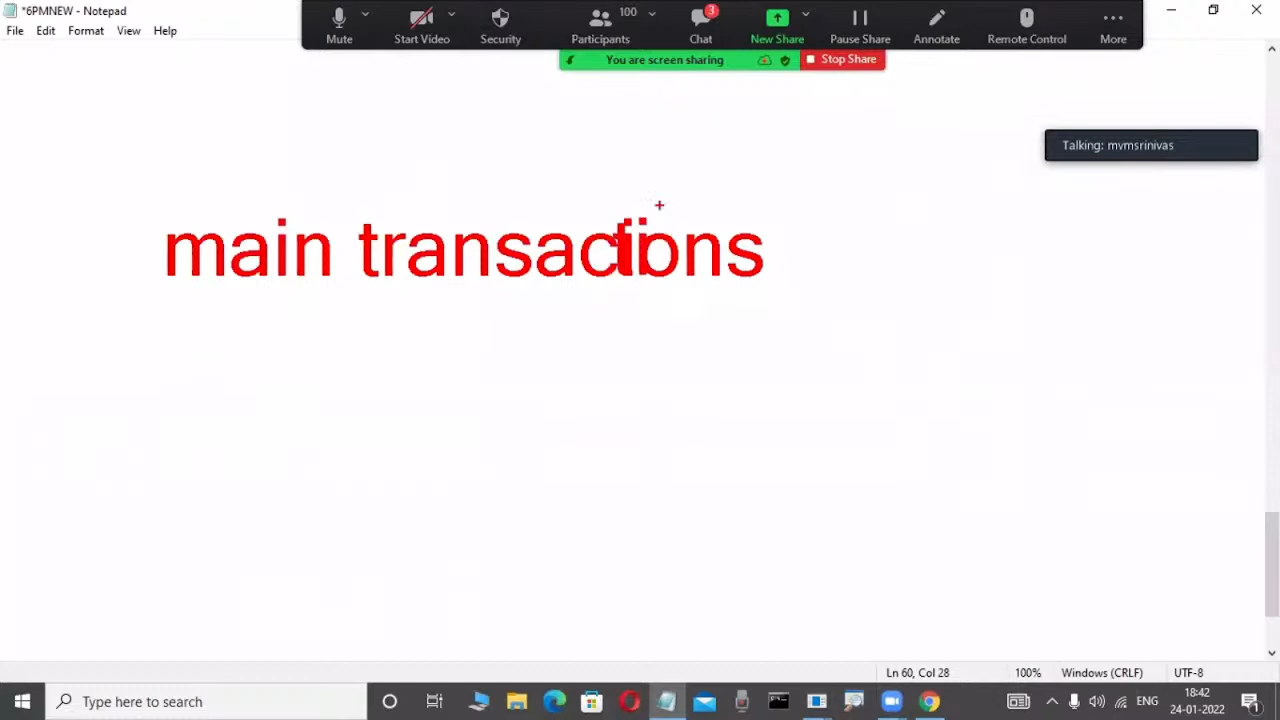 *6PMNEW - Notepad
File Edit Format View Help
Mute Start Video Security Participants 100 Chat 3 New Share Pause Share Annotate Remote Control More
You are screen sharing Stop Share
Talking: mvmsrinivas
main transactions
Ln 60, Col 28 100% Windows (CRLF) UTF-8
Type here to search ENG 18:42
24-01-2022 1